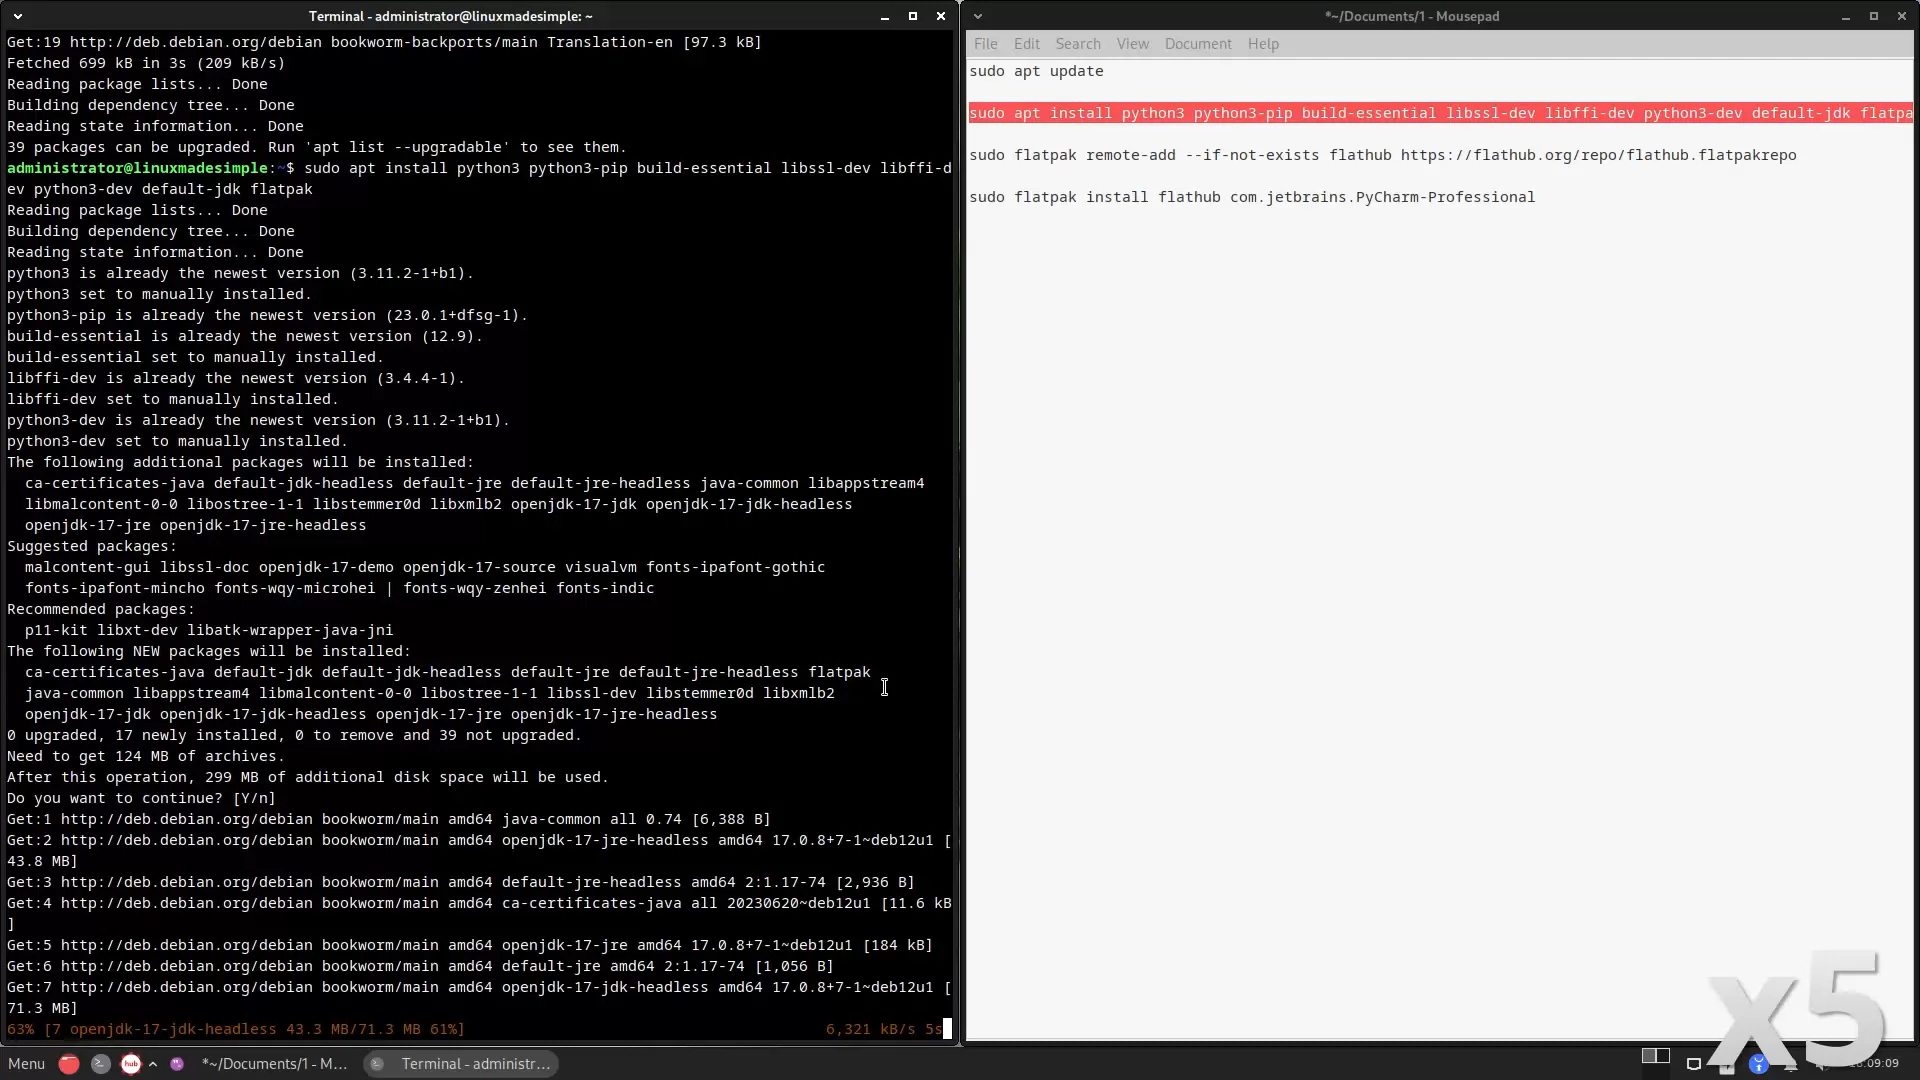 Terminal - administrator@linuxmadesimple: ~
Get:19 http://deb.debian.org/debian bookworm-backports/main Translation-en [97.3 kB]
Fetched 699 kB in 3s (209 kB/s)
Reading package lists... Done
Building dependency tree... Done
Reading state information... Done
39 packages can be upgraded. Run 'apt list --upgradable' to see them.
administrator@linuxmadesimple:~$ sudo apt install python3 python3-pip build-essential libssl-dev libffi-d
ev python3-dev default-jdk flatpak
Reading package lists... Done
Building dependency tree... Done
Reading state information... Done
python3 is already the newest version (3.11.2-1+b1).
python3 set to manually installed.
python3-pip is already the newest version (23.0.1+dfsg-1).
build-essential is already the newest version (12.9).
build-essential set to manually installed.
libffi-dev is already the newest version (3.4.4-1).
libffi-dev set to manually installed.
python3-dev is already the newest version (3.11.2-1+b1).
python3-dev set to manually installed.
The following additional packages will be installed:
ca-certificates-java default-jdk-headless default-jre default-jre-headless java-common libappstream4
libmalcontent-0-0 libostree-1-1 libstemmer0d libxmlb2 openjdk-17-jdk openjdk-17-jdk-headless
openjdk-17-jre openjdk-17-jre-headless
Suggested packages:
malcontent-gui libssl-doc openjdk-17-demo openjdk-17-source visualvm fonts-ipafont-gothic
fonts-ipafont-mincho fonts-wqy-microhei | fonts-wqy-zenhei fonts-indic
Recommended packages:
p11-kit libxt-dev libatk-wrapper-java-jni
The following NEW packages will be installed:
ca-certificates-java default-jdk default-jdk-headless default-jre default-jre-headless flatpak
java-common libappstream4 libmalcontent-0-0 libostree-1-1 libssl-dev libstemmer0d libxmlb2
openjdk-17-jdk openjdk-17-jdk-headless openjdk-17-jre openjdk-17-jre-headless
0 upgraded, 17 newly installed, 0 to remove and 39 not upgraded.
Need to get 124 MB of archives.
After this operation, 299 MB of additional disk space will be used.
Do you want to continue? [Y/n]
Get:1 http://deb.debian.org/debian bookworm/main amd64 java-common all 0.74 [6,388 B]
Get:2 http://deb.debian.org/debian bookworm/main amd64 openjdk-17-jre-headless amd64 17.0.8+7-1~deb12u1 [
43.8 MB]
Get:3 http://deb.debian.org/debian bookworm/main amd64 default-jre-headless amd64 2:1.17-74 [2,936 B]
Get:4 http://deb.debian.org/debian bookworm/main amd64 ca-certificates-java all 20230620~deb12u1 [11.6 kB
]
Get:5 http://deb.debian.org/debian bookworm/main amd64 openjdk-17-jre amd64 17.0.8+7-1~deb12u1 [184 kB]
Get:6 http://deb.debian.org/debian bookworm/main amd64 default-jre amd64 2:1.17-74 [1,056 B]
Get:7 http://deb.debian.org/debian bookworm/main amd64 openjdk-17-jdk-headless amd64 17.0.8+7-1~deb12u1 [
71.3 MB]
63% [7 openjdk-17-jdk-headless 43.3 MB/71.3 MB 61%] 6,321 kB/s 5s
*~/Documents/1 - Mousepad
File Edit Search View Document Help
sudo apt update
sudo apt install python3 python3-pip build-essential libssl-dev libffi-dev python3-dev default-jdk flatpa
sudo flatpak remote-add --if-not-exists flathub https://flathub.org/repo/flathub.flatpakrepo
sudo flatpak install flathub com.jetbrains.PyCharm-Professional
x5
Menu hub *~/Documents/1 - M... Terminal - administr... :09:09